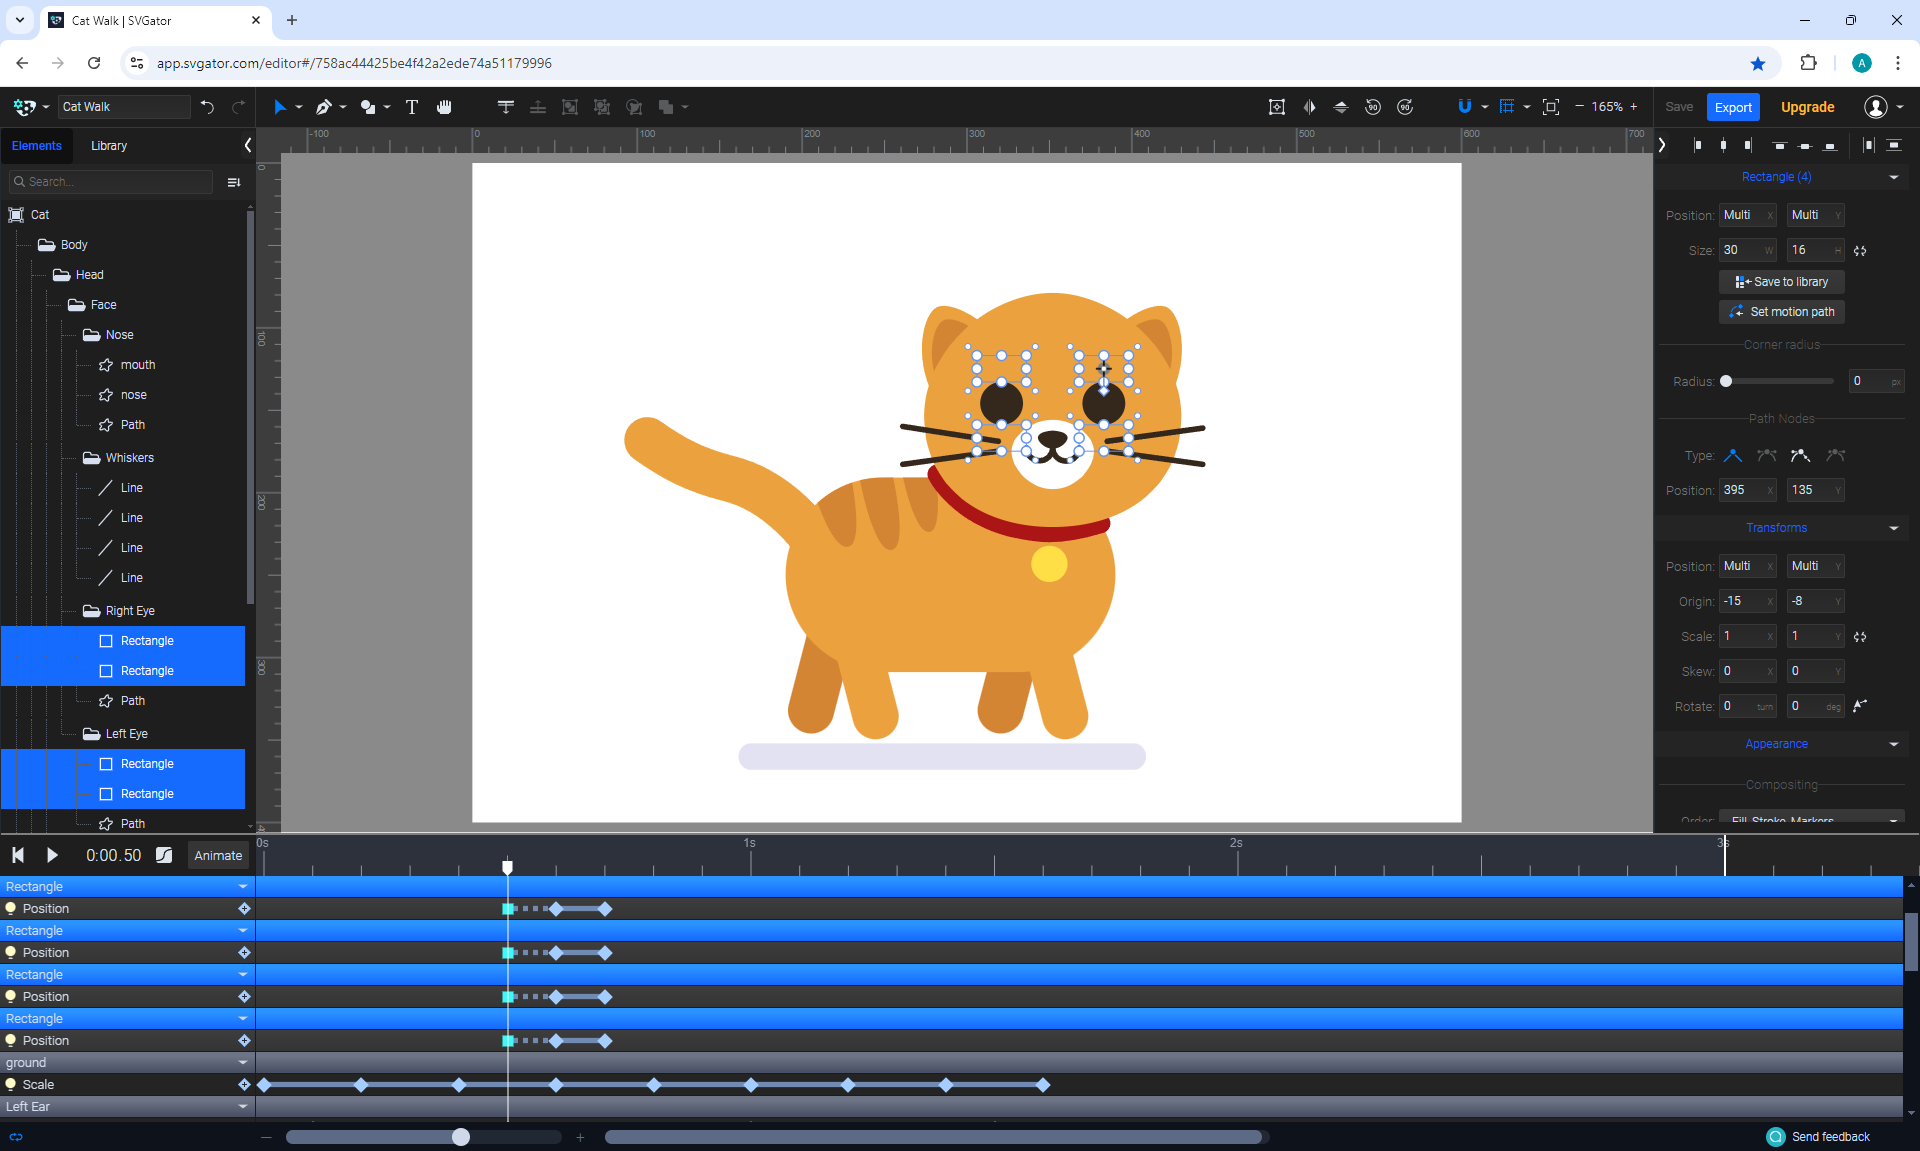 Cat Walk | SVGator
app.svgator.com/editor#/758ac44425be4f42a2ede74a51179996
A
Cat Walk
T
165%
Save
Export
Upgrade
Elements
Library
Search...
-100
0
100
200
300
400
500
600
700
0
100
200
300
Cat
Body
Head
Face
Nose
mouth
nose
Path
Whiskers
Line
Line
Line
Line
Right Eye
Rectangle
Rectangle
Path
Left Eye
Rectangle
Rectangle
Path
Rectangle (4)
Position: Multi X Multi Y
Size: 30 W 16 H
Save to library
Set motion path
Corner radius
Radius: 0 px
Path Nodes
Type:
Position: 395 X 135 Y
Transforms
Position: Multi X Multi Y
Origin: -15 X -8 Y
Scale: 1 X 1 Y
Skew: 0 X 0 Y
Rotate: 0 turn 0 deg
Appearance
Compositing
Order: Fill, Stroke, Markers
0:00.50
Animate
0s
1s
2s
3s
Rectangle
Position
Rectangle
Position
Rectangle
Position
Rectangle
Position
ground
Scale
Left Ear
Send feedback